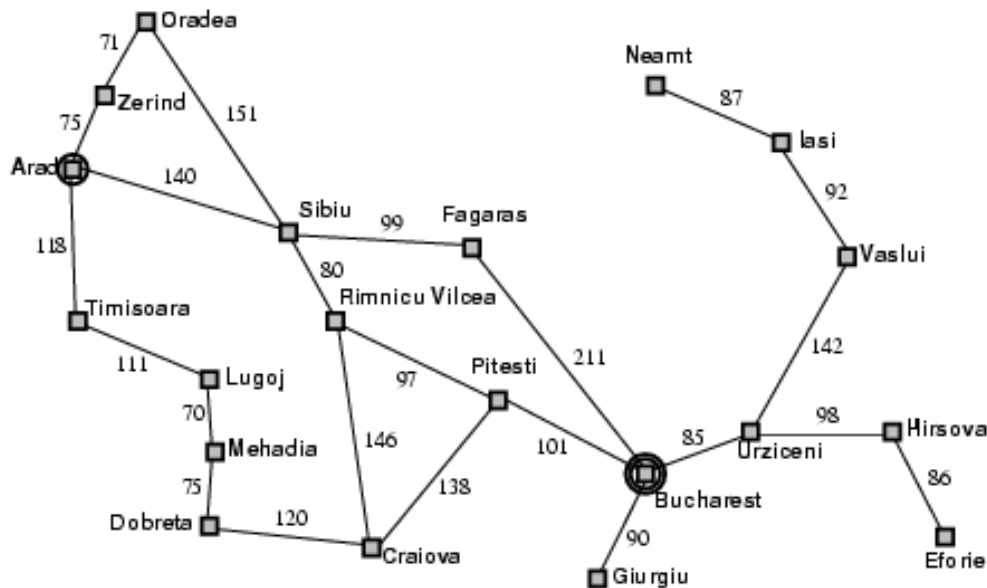 Oradea
71
Neamt
Zerind
87
75
151
Iasi
Arad
140
92
Sibiu
99
Fagaras
118
Vaslui
80
Timisoara
Rimnicu Vilcea
142
111
211
Lugoj
97
Pitesti
70
98
Hirsova
146
101
85
Mehadia
Urziceni
86
75
138
Bucharest
Dobreta
120
90
Craiova
Eforie
Giurgiu